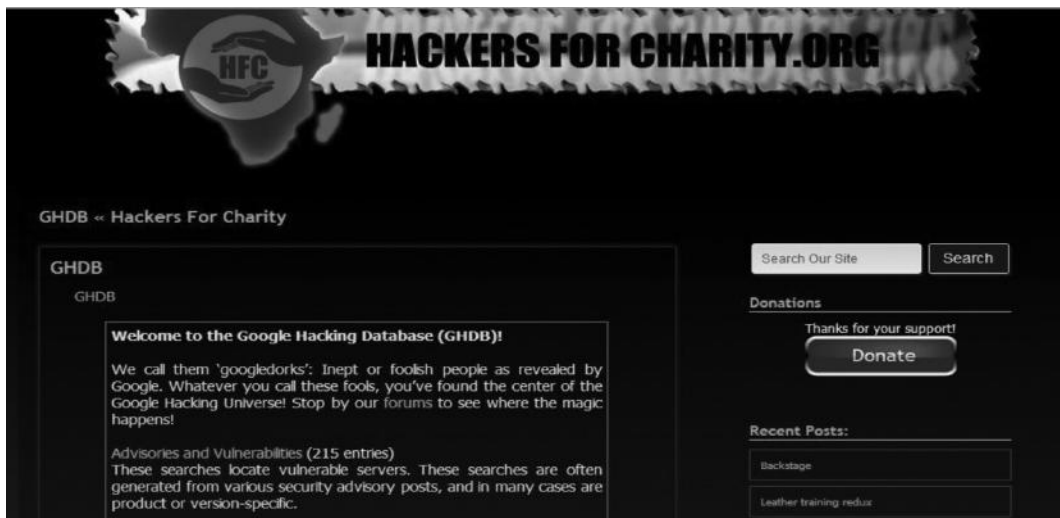 HFC
HACKERS FOR CHARITY.ORG
GHDB « Hackers For Charity
GHDB
GHDB
Welcome to the Google Hacking Database (GHDB)!
We call them 'googledorks': Inept or foolish people as revealed by
Google. Whatever you call these fools, you've found the center of the
Google Hacking Universe! Stop by our forums to see where the magic
happens!
Advisories and Vulnerabilities (215 entries)
These searches locate vulnerable servers. These searches are often
generated from various security advisory posts, and in many cases are
product or version-specific.
Search Our Site
Search
Donations
Thanks for your support!
Donate
Recent Posts:
Backstage
Leather training redux